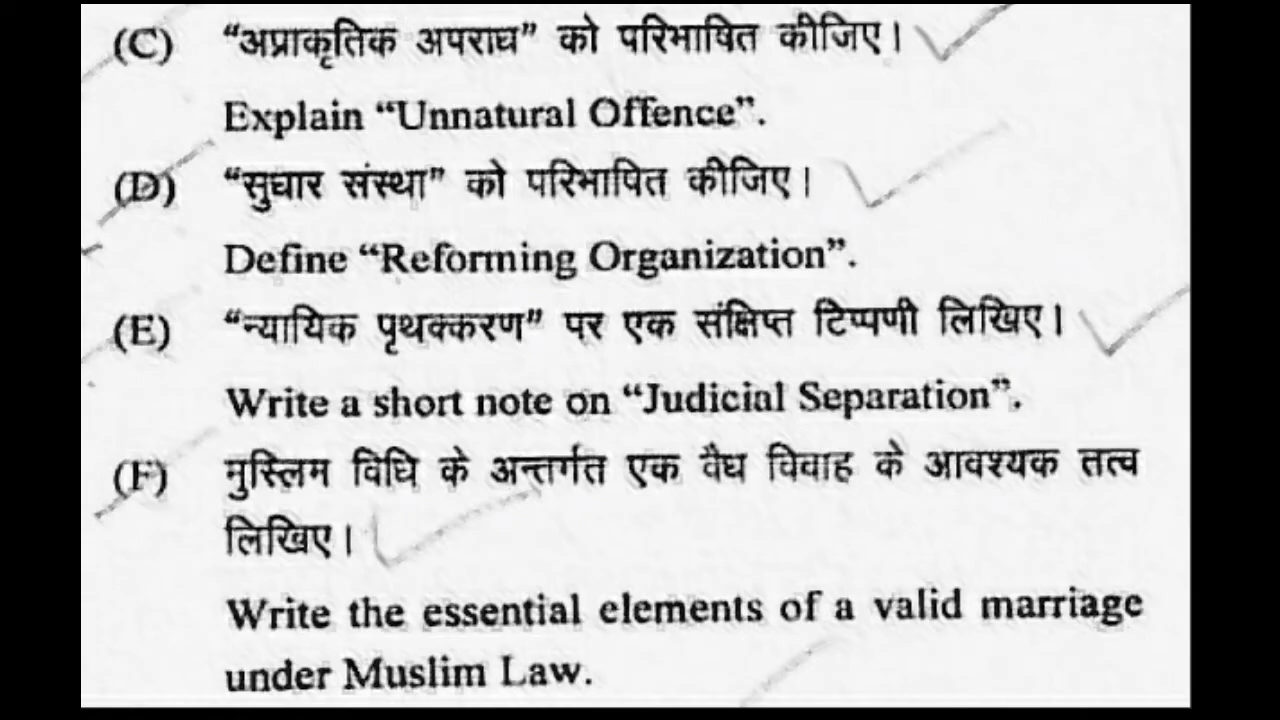 (C) “अप्राकृतिक अपराध” को परिभाषित कीजिए।
Explain “Unnatural Offence”.
(D) “सुधार संस्था” को परिभाषित कीजिए।
Define “Reforming Organization”.
(E) “न्यायिक पृथक्करण” पर एक संक्षिप्त टिप्पणी लिखिए।
Write a short note on “Judicial Separation”.
(F) मुस्लिम विधि के अन्तर्गत एक वैध विवाह के आवश्यक तत्व
लिखिए।
Write the essential elements of a valid marriage
under Muslim Law.